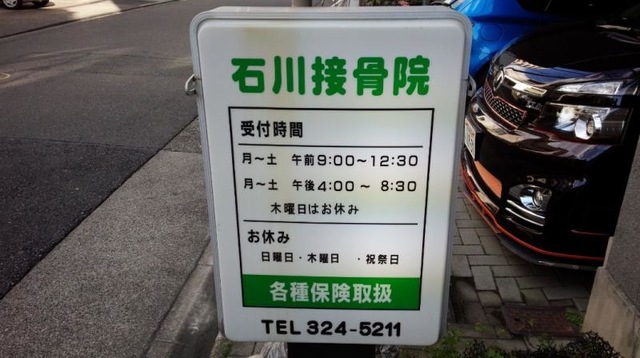 石川接骨院
受付時間
月～土 午前9:00～12:30
月～土 午後4:00～ 8:30
木曜日はお休み
お休み
日曜日・木曜日 ・祝祭日
各種保険取扱
TEL 324-5211